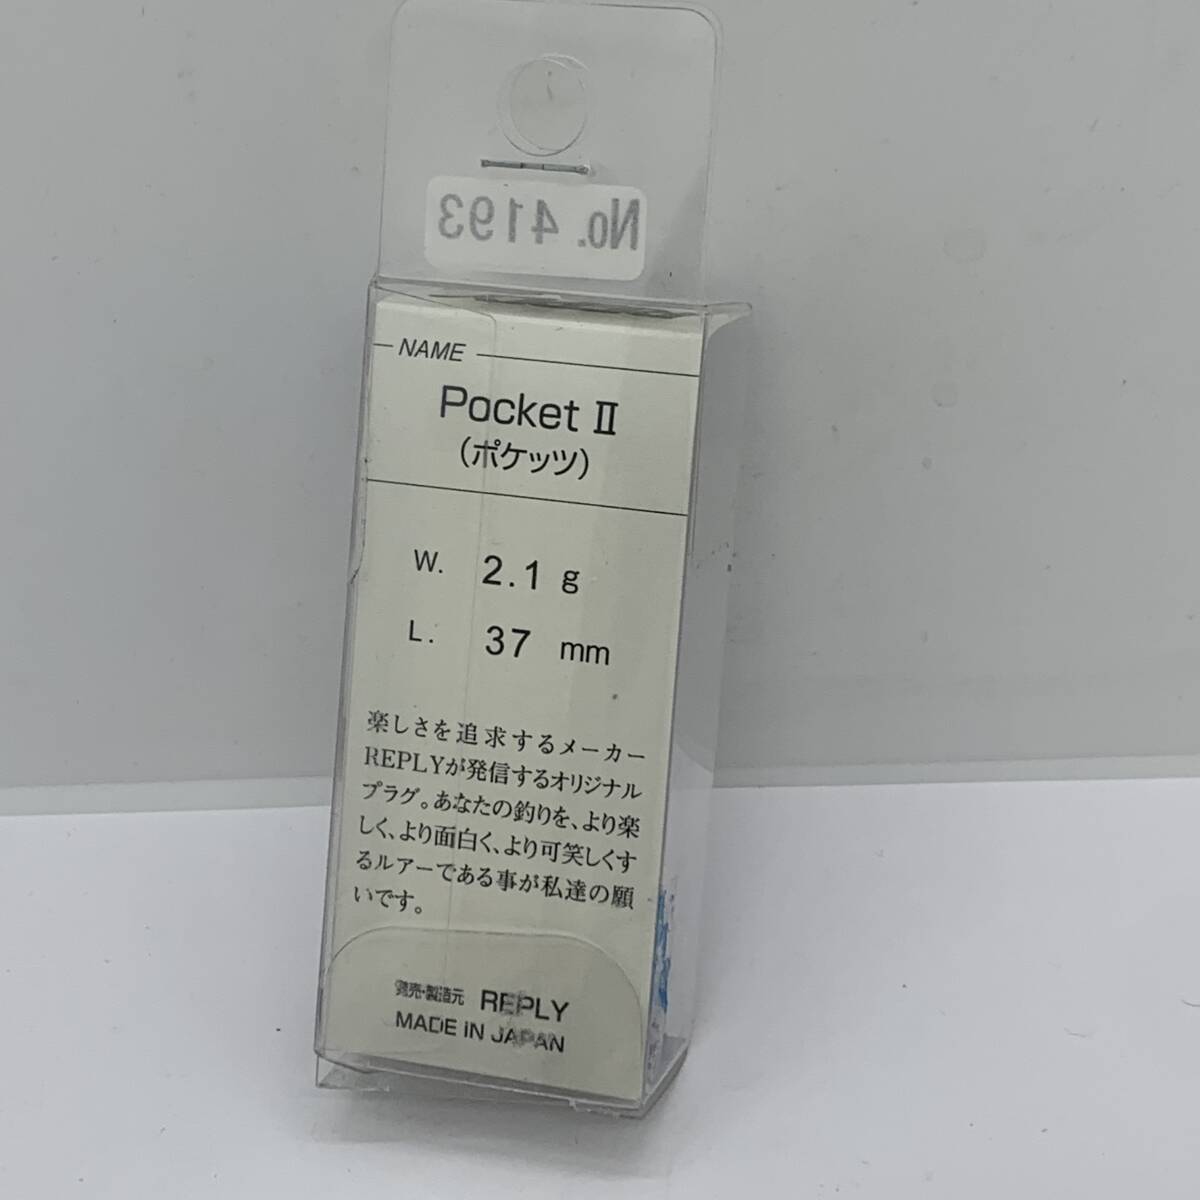 No. 4193
NAME
Pocket II
(ポケッツ)
W. 2.1 g
L. 37 mm
楽しさを追求するメーカー
REPLYが発信するオリジナル
プラグ。あなたの釣りを、より楽
しく、より面白く、より可笑しくす
るルアーである事が私達の願
いです。
発売・製造元 REPLY
MADE IN JAPAN